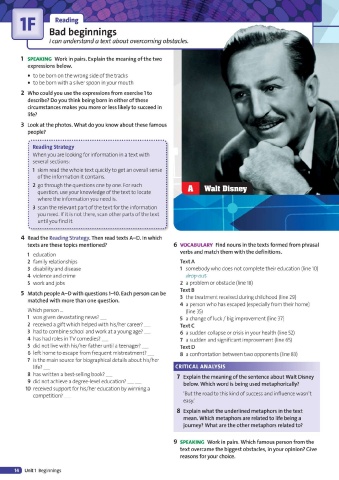 1F
Reading
Bad beginnings
I can understand a text about overcoming obstacles.
1 SPEAKING Work in pairs. Explain the meaning of the two
expressions below.
• to be born on the wrong side of the tracks
• to be born with a silver spoon in your mouth
2 Who could you use the expressions from exercise 1 to
describe? Do you think being born in either of these
circumstances makes you more or less likely to succeed in
life?
3 Look at the photos. What do you know about these famous
people?
Reading Strategy
When you are looking for information in a text with
several sections:
1 skim read the whole text quickly to get an overall sense
of the information it contains.
2 go through the questions one by one. For each
question, use your knowledge of the text to locate
where the information you need is.
3 scan the relevant part of the text for the information
you need. If it is not there, scan other parts of the text
until you find it.
4 Read the Reading Strategy. Then read texts A–D. In which
texts are these topics mentioned?
1 education
2 family relationships
3 disability and disease
4 violence and crime
5 work and jobs
5 Match people A–D with questions 1–10. Each person can be
matched with more than one question.
Which person …
1 was given devastating news? __
2 received a gift which helped with his/her career? __
3 had to combine school and work at a young age? __
4 has had roles in TV comedies? __
5 did not live with his/her father until a teenager? __
6 left home to escape from frequent mistreatment? __
7 is the main source for biographical details about his/her
life? __
8 has written a best-selling book? __
9 did not achieve a degree-level education? __ __
10 received support for his/her education by winning a
competition? __
A Walt Disney
6 VOCABULARY Find nouns in the texts formed from phrasal
verbs and match them with the definitions.
Text A
1 somebody who does not complete their education (line 10)
dropout
2 a problem or obstacle (line 18)
Text B
3 the treatment received during childhood (line 29)
4 a person who has escaped (especially from their home)
(line 35)
5 a change of luck / big improvement (line 37)
Text C
6 a sudden collapse or crisis in your health (line 52)
7 a sudden and significant improvement (line 65)
Text D
8 a confrontation between two opponents (line 83)
CRITICAL ANALYSIS
7 Explain the meaning of the sentence about Walt Disney
below. Which word is being used metaphorically?
'But the road to this kind of success and influence wasn't
easy.'
8 Explain what the underlined metaphors in the text
mean. Which metaphors are related to life being a
journey? What are the other metaphors related to?
9 SPEAKING Work in pairs. Which famous person from the
text overcame the biggest obstacles, in your opinion? Give
reasons for your choice.
14 Unit 1 Beginnings